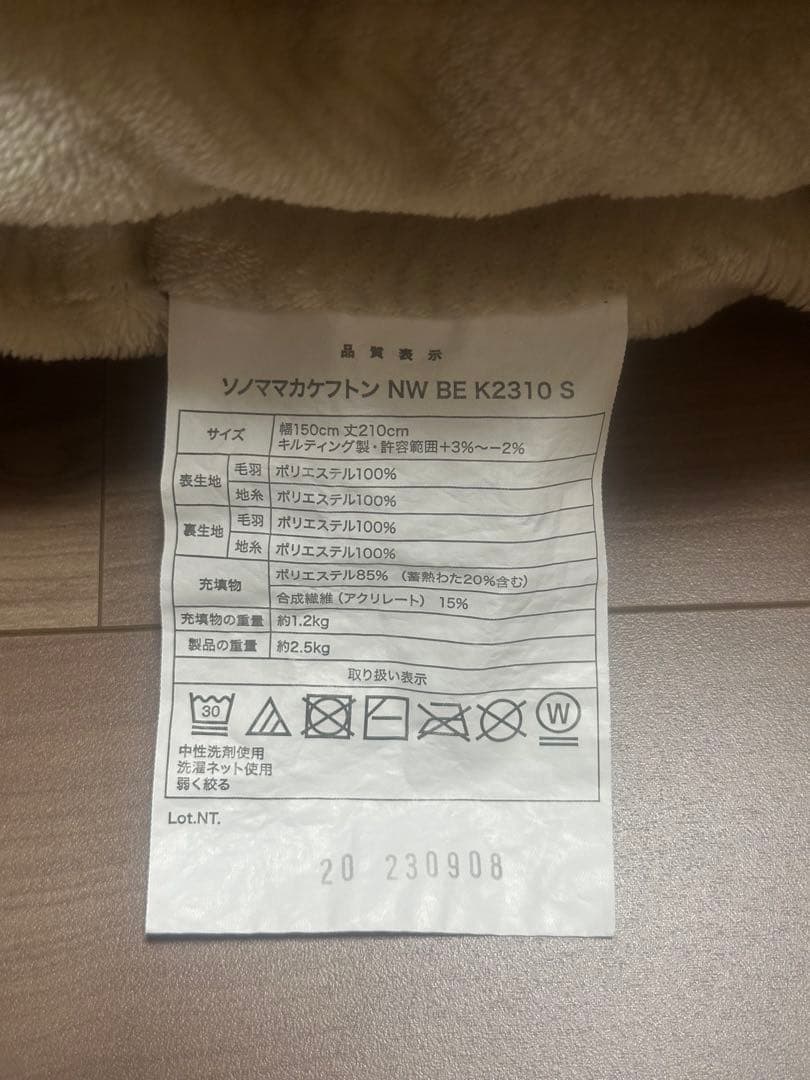 品質表示
ソノママカケフトン NW BE K2310 S
サイズ 幅150cm 丈210cm
キルティング製・許容範囲+3%〜−2%
表生地 毛羽 ポリエステル100%
地糸 ポリエステル100%
裏生地 毛羽 ポリエステル100%
地糸 ポリエステル100%
充填物 ポリエステル85% (蓄熱わた20%含む)
合成繊維(アクリレート) 15%
充填物の重量 約1.2kg
製品の重量 約2.5kg
取り扱い表示
30 W
中性洗剤使用
洗濯ネット使用
弱く絞る
Lot.NT.
20 230908